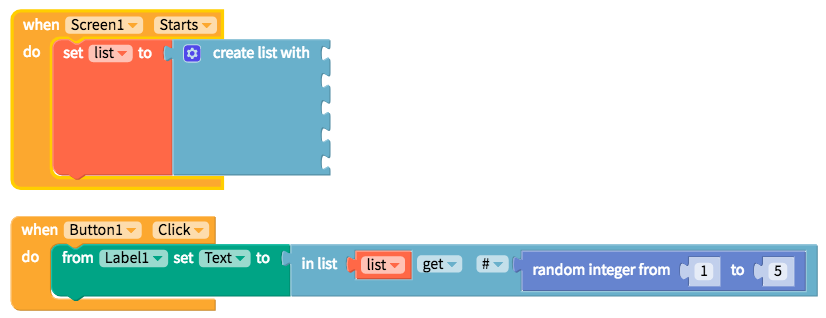 when Screen1 Starts
do set list to create list with
when Button1 Click
do from Label1 set Text to in list list get # random integer from 1 to 5